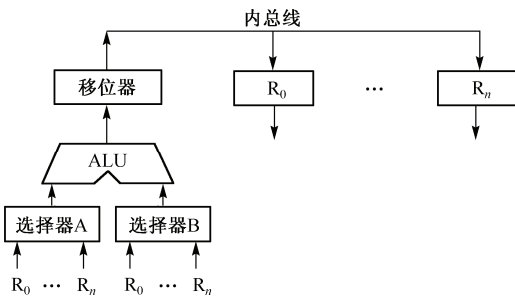 内总线
移位器
R₀ … Rₙ
ALU
选择器A 选择器B
R₀ … Rₙ R₀ … Rₙ